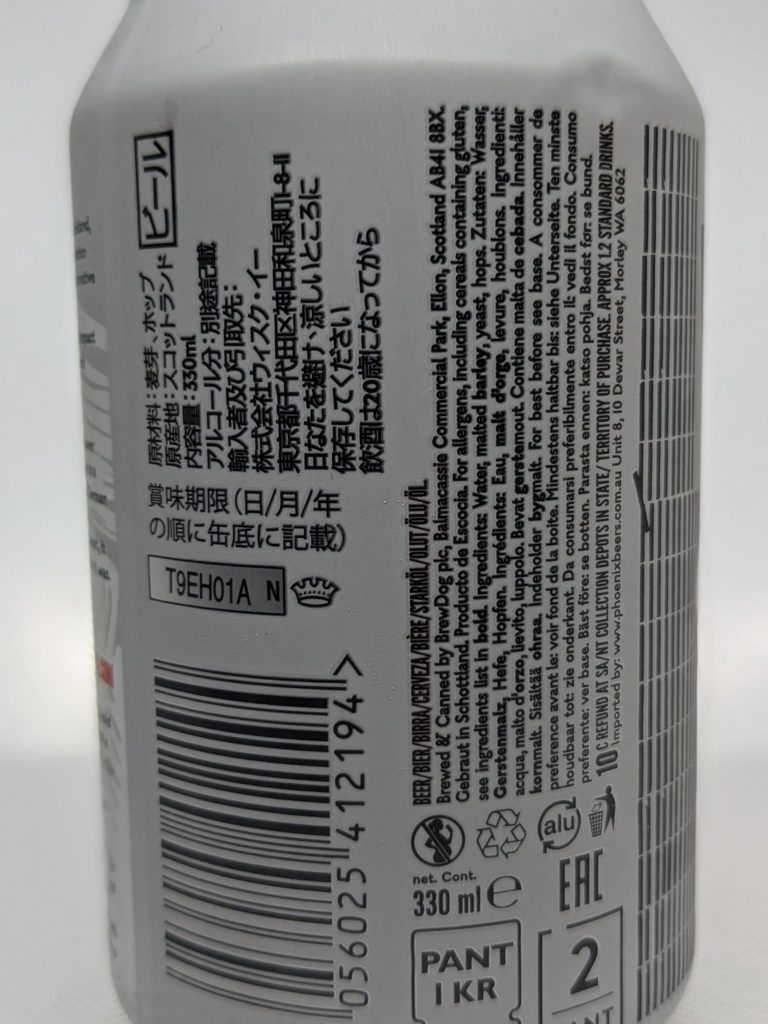 ビール
原材料：麦芽、ホップ
原産地：スコットランド
内容量：330ml
アルコール分：別途記載
輸入者及び引取先：
株式会社ウィスク・イー
東京都千代田区神田和泉町1-8-11
日なたを避け、涼しいところに
保存してください
飲酒は20歳になってから
賞味期限（日/月/年
の順に缶底に記載）
T9EH01A N
056025 412194 >
BEER/BIER/BIRRA/CERVEZA/BIÈRE/STARKÖL/OLUT/ÖLU/ÖL
Brewed & Canned by BrewDog plc, Balmacassie Commercial Park, Ellon, Scotland AB41 8BX.
Gebraut in Schottland. Producto de Escocia. For allergens, including cereals containing gluten,
see ingredients list in bold. Ingredients: Water, malted barley, yeast, hops. Zutaten: Wasser,
Gerstenmalz, Hefe, Hopfen. Ingrédients: Eau, malt d'orge, levure, houblons. Ingredienti:
acqua, malto d'orzo, lievito, luppolo. Bevat gerstemout. Contiene malta de cebada. Innehåller
kornmalt. Sisältää ohraa. Indeholder bygmalt. For best before see base. A consommer de
preference avant le: voir fond de la boite. Mindestens haltbar bis: siehe Unterseite. Ten minste
houdbaar tot: zie onderkant. Da consumarsi preferibilmente entro il: vedi il fondo. Consumo
preferente: ver base. Bäst före: se botten. Parasta ennen: katso pohja. Bedst før: se bund.
10C REFUND AT SA/NT COLLECTION DEPOTS IN STATE/ TERRITORY OF PURCHASE. APPROX 1.2 STANDARD DRINKS.
Imported by: www.phoenixbeers.com.au Unit 8, 10 Dewar Street, Morley WA 6062
alu
net. Cont.
330 ml e
EAC
PANT
1 KR
2